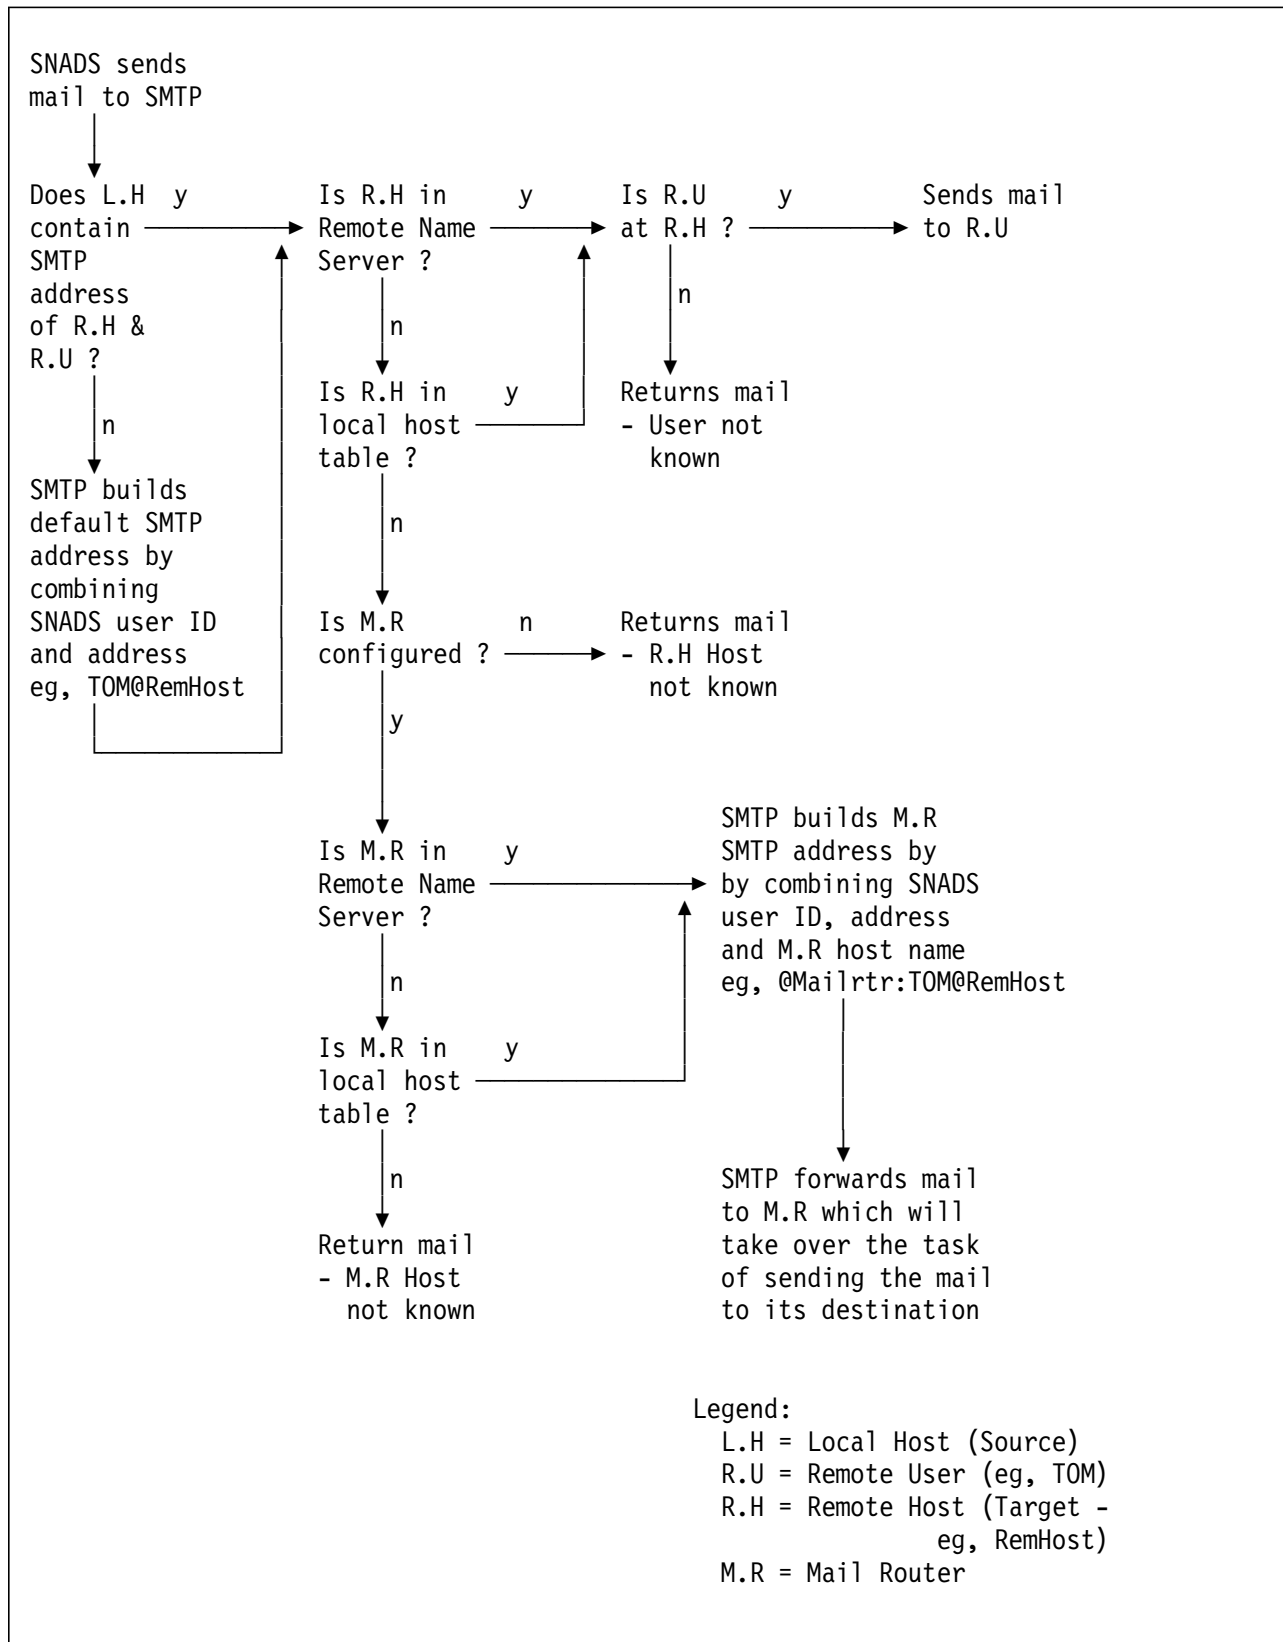 SNADS sends
mail to SMTP
Does L.H y
contain
SMTP
address
of R.H &
R.U ?
n
SMTP builds
default SMTP
address by
combining
SNADS user ID
and address
eg, TOM@RemHost
Is R.H in y
Remote Name
Server ?
n
Is R.H in y
local host
table ?
n
Is M.R n
configured ?
y
Is M.R in y
Remote Name
Server ?
n
Is M.R in y
local host
table ?
n
Return mail
- M.R Host
not known
Is R.U y
at R.H ?
n
Returns mail
- User not
known
Sends mail
to R.U
Returns mail
- R.H Host
not known
SMTP builds M.R
SMTP address by
by combining SNADS
user ID, address
and M.R host name
eg, @Mailrtr:TOM@RemHost
SMTP forwards mail
to M.R which will
take over the task
of sending the mail
to its destination
Legend:
L.H = Local Host (Source)
R.U = Remote User (eg, TOM)
R.H = Remote Host (Target -
eg, RemHost)
M.R = Mail Router